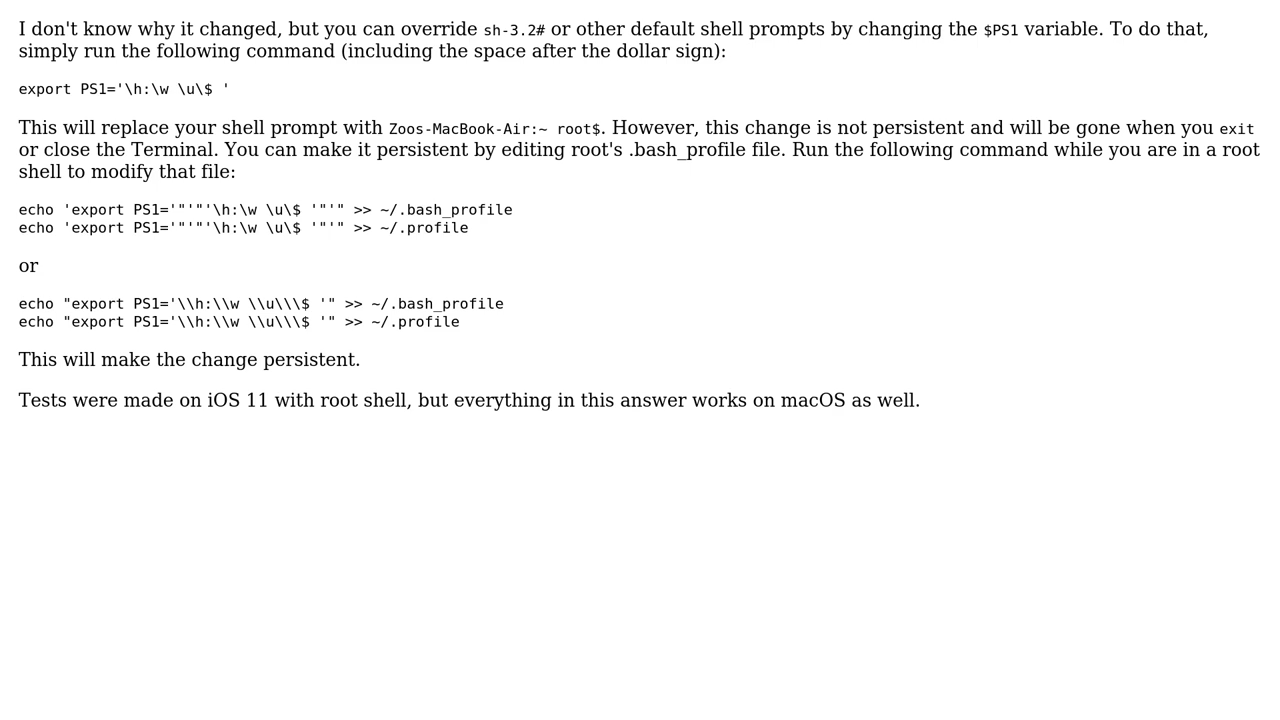 I don't know why it changed, but you can override sh-3.2# or other default shell prompts by changing the $PS1 variable. To do that,
simply run the following command (including the space after the dollar sign):
export PS1='\h:\w \u\$ '
This will replace your shell prompt with Zoos-MacBook-Air:~ root$. However, this change is not persistent and will be gone when you exit
or close the Terminal. You can make it persistent by editing root's .bash_profile file. Run the following command while you are in a root
shell to modify that file:
echo 'export PS1='"'"'\h:\w \u\$ '"'" >> ~/.bash_profile
echo 'export PS1='"'"'\h:\w \u\$ '"'" >> ~/.profile
or
echo "export PS1='\\h:\\w \\u\\\$ '" >> ~/.bash_profile
echo "export PS1='\\h:\\w \\u\\\$ '" >> ~/.profile
This will make the change persistent.
Tests were made on iOS 11 with root shell, but everything in this answer works on macOS as well.